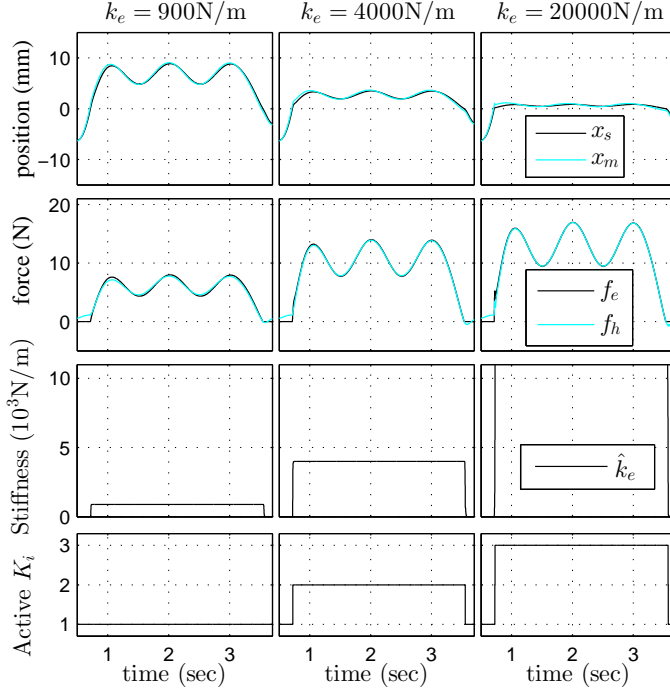 k_e = 900N/m
k_e = 4000N/m
k_e = 20000N/m
position (mm)
10
0
−10
x_s
x_m
force (N)
20
10
0
f_e
f_h
Stiffness (10³N/m)
10
5
0
k̂_e
Active K_i
3
2
1
1 2 3
1 2 3
1 2 3
time (sec)
time (sec)
time (sec)